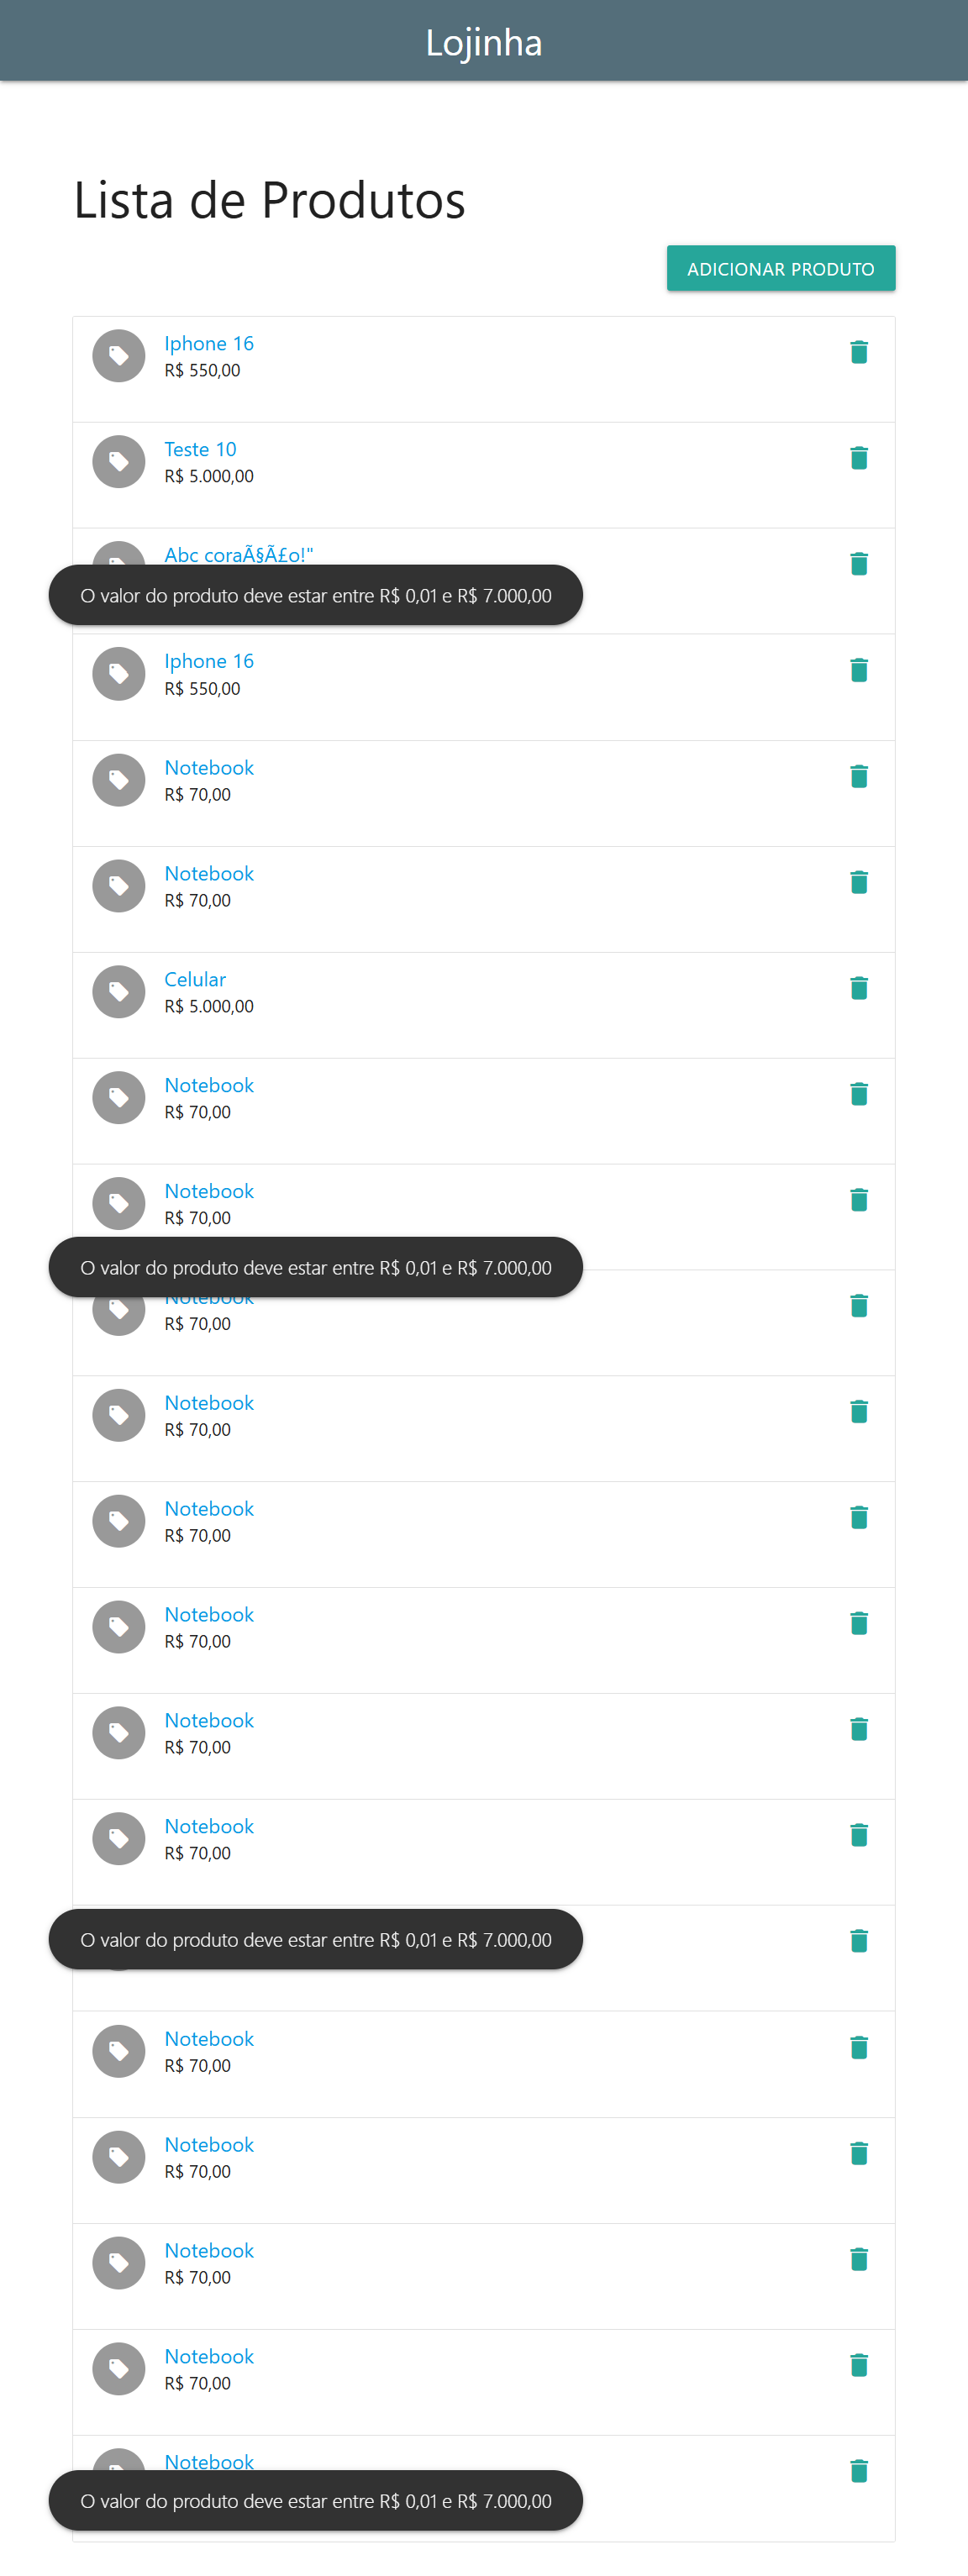 Lojinha
Lista de Produtos
ADICIONAR PRODUTO
Iphone 16
R$ 550,00
Teste 10
R$ 5.000,00
Abc coraÃ§Ã£o!"
O valor do produto deve estar entre R$ 0,01 e R$ 7.000,00
Iphone 16
R$ 550,00
Notebook
R$ 70,00
Notebook
R$ 70,00
Celular
R$ 5.000,00
Notebook
R$ 70,00
Notebook
R$ 70,00
O valor do produto deve estar entre R$ 0,01 e R$ 7.000,00
Notebook
R$ 70,00
Notebook
R$ 70,00
Notebook
R$ 70,00
Notebook
R$ 70,00
Notebook
R$ 70,00
Notebook
R$ 70,00
O valor do produto deve estar entre R$ 0,01 e R$ 7.000,00
Notebook
R$ 70,00
Notebook
R$ 70,00
Notebook
R$ 70,00
Notebook
R$ 70,00
Notebook
O valor do produto deve estar entre R$ 0,01 e R$ 7.000,00